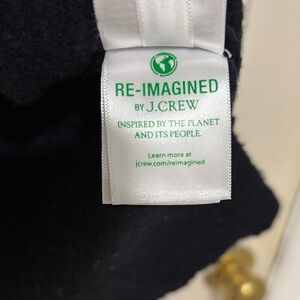 RE-IMAGINED
BY J.CREW
INSPIRED BY THE PLANET
AND ITS PEOPLE.
Learn more at
jcrew.com/reimagined